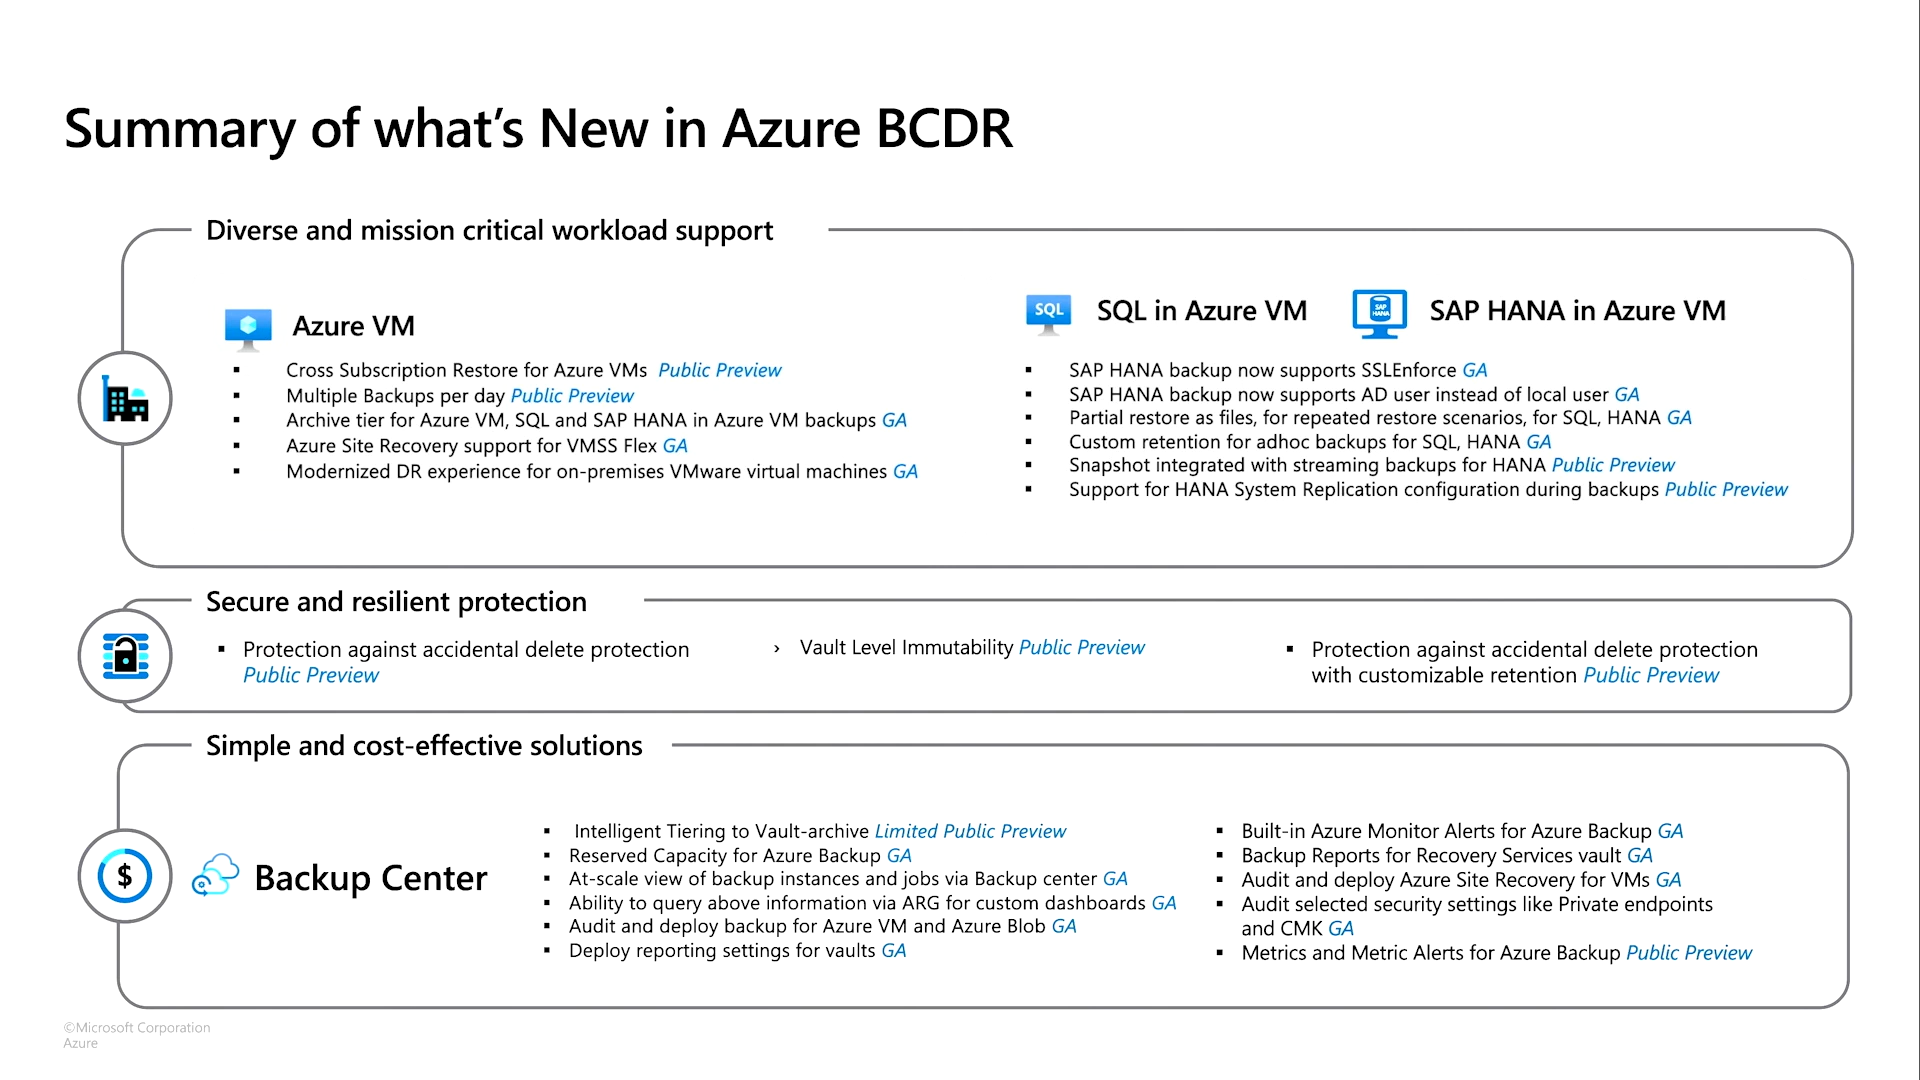 Summary of what's New in Azure BCDR
Diverse and mission critical workload support
Azure VM
Cross Subscription Restore for Azure VMs Public Preview
Multiple Backups per day Public Preview
Archive tier for Azure VM, SQL and SAP HANA in Azure VM backups GA
Azure Site Recovery support for VMSS Flex GA
Modernized DR experience for on-premises VMware virtual machines GA
SQL
SQL in Azure VM
SAP
HANA
SAP HANA in Azure VM
SAP HANA backup now supports SSLEnforce GA
SAP HANA backup now supports AD user instead of local user GA
Partial restore as files, for repeated restore scenarios, for SQL, HANA GA
Custom retention for adhoc backups for SQL, HANA GA
Snapshot integrated with streaming backups for HANA Public Preview
Support for HANA System Replication configuration during backups Public Preview
Secure and resilient protection
Protection against accidental delete protection
Public Preview
Vault Level Immutability Public Preview
Protection against accidental delete protection
with customizable retention Public Preview
Simple and cost-effective solutions
$
Backup Center
Intelligent Tiering to Vault-archive Limited Public Preview
Reserved Capacity for Azure Backup GA
At-scale view of backup instances and jobs via Backup center GA
Ability to query above information via ARG for custom dashboards GA
Audit and deploy backup for Azure VM and Azure Blob GA
Deploy reporting settings for vaults GA
Built-in Azure Monitor Alerts for Azure Backup GA
Backup Reports for Recovery Services vault GA
Audit and deploy Azure Site Recovery for VMs GA
Audit selected security settings like Private endpoints
and CMK GA
Metrics and Metric Alerts for Azure Backup Public Preview
©Microsoft Corporation
Azure